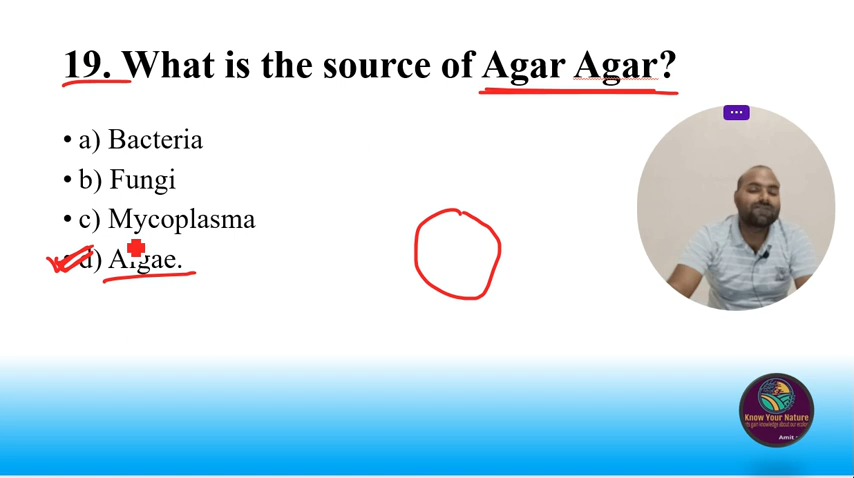 19. What is the source of Agar Agar?
• a) Bacteria
• b) Fungi
• c) Mycoplasma
• d) Algae.
Know Your Nature
Amit -